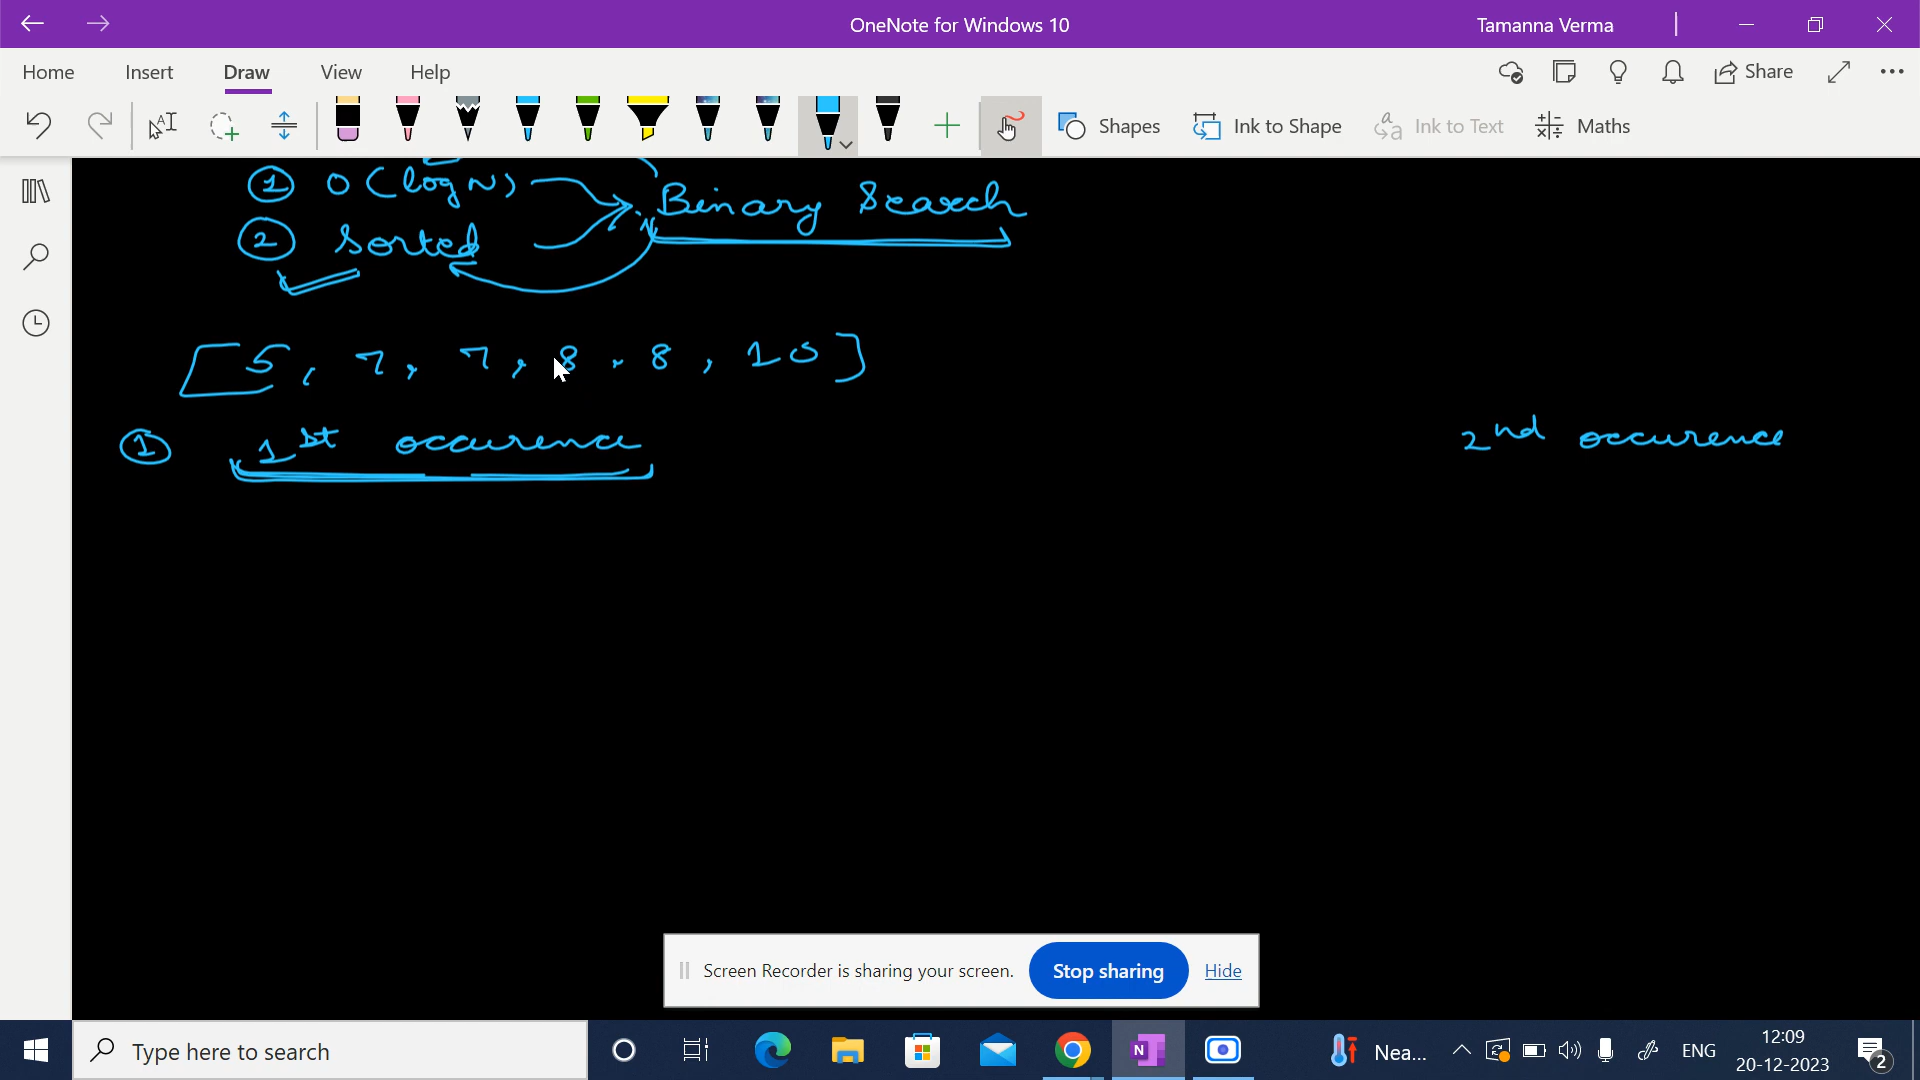 OneNote for Windows 10
Tamanna Verma
Home Insert Draw View Help
Share
Shapes Ink to Shape Ink to Text Maths
① O(log N)
Binary Search
② Sorted
[5, 7, 7, 8, 8, 10]
① 1st occurence
2nd occurence
Screen Recorder is sharing your screen. Stop sharing Hide
Type here to search
Nea...
ENG
12:09
20-12-2023
2